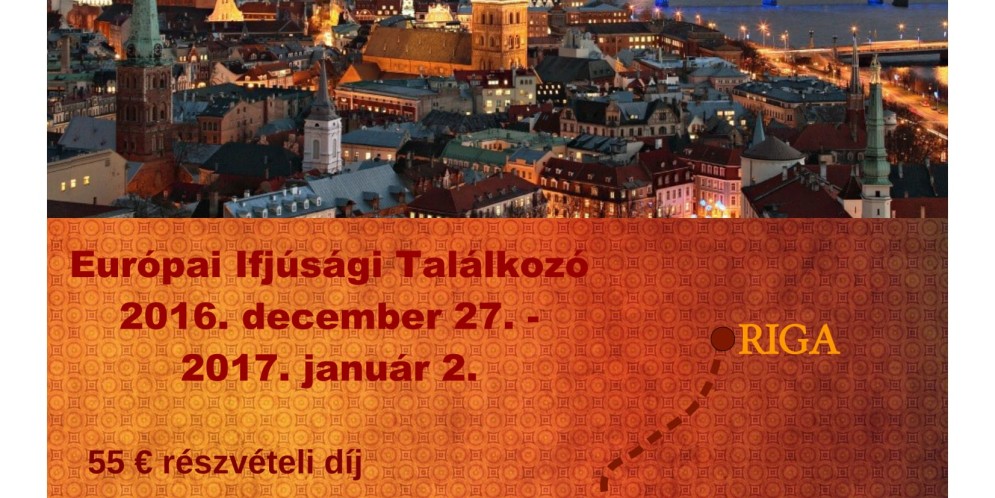 Európai Ifjúsági Találkozó
2016. december 27. -
2017. január 2.
RIGA
55 € részvételi díj